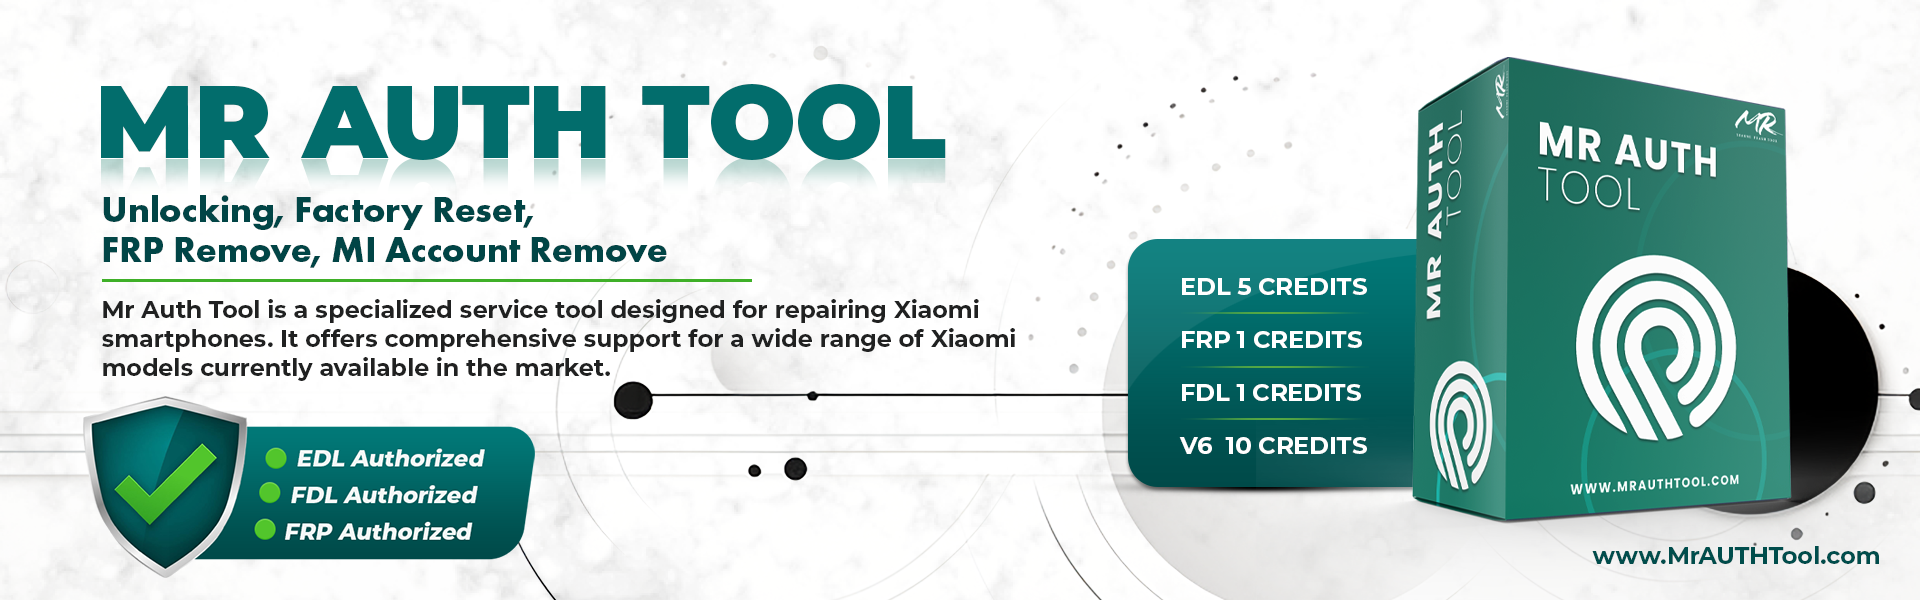 MR AUTH TOOL
Unlocking, Factory Reset,
FRP Remove, MI Account Remove
Mr Auth Tool is a specialized service tool designed for repairing Xiaomi
smartphones. It offers comprehensive support for a wide range of Xiaomi
models currently available in the market.
EDL Authorized
FDL Authorized
FRP Authorized
EDL 5 CREDITS
FRP 1 CREDITS
FDL 1 CREDITS
V6  10 CREDITS
MR AUTH
TOOL
MR
MR
MR AUTH
TOOL
WWW.MRAUTHTOOL.COM
www.MrAUTHTool.com